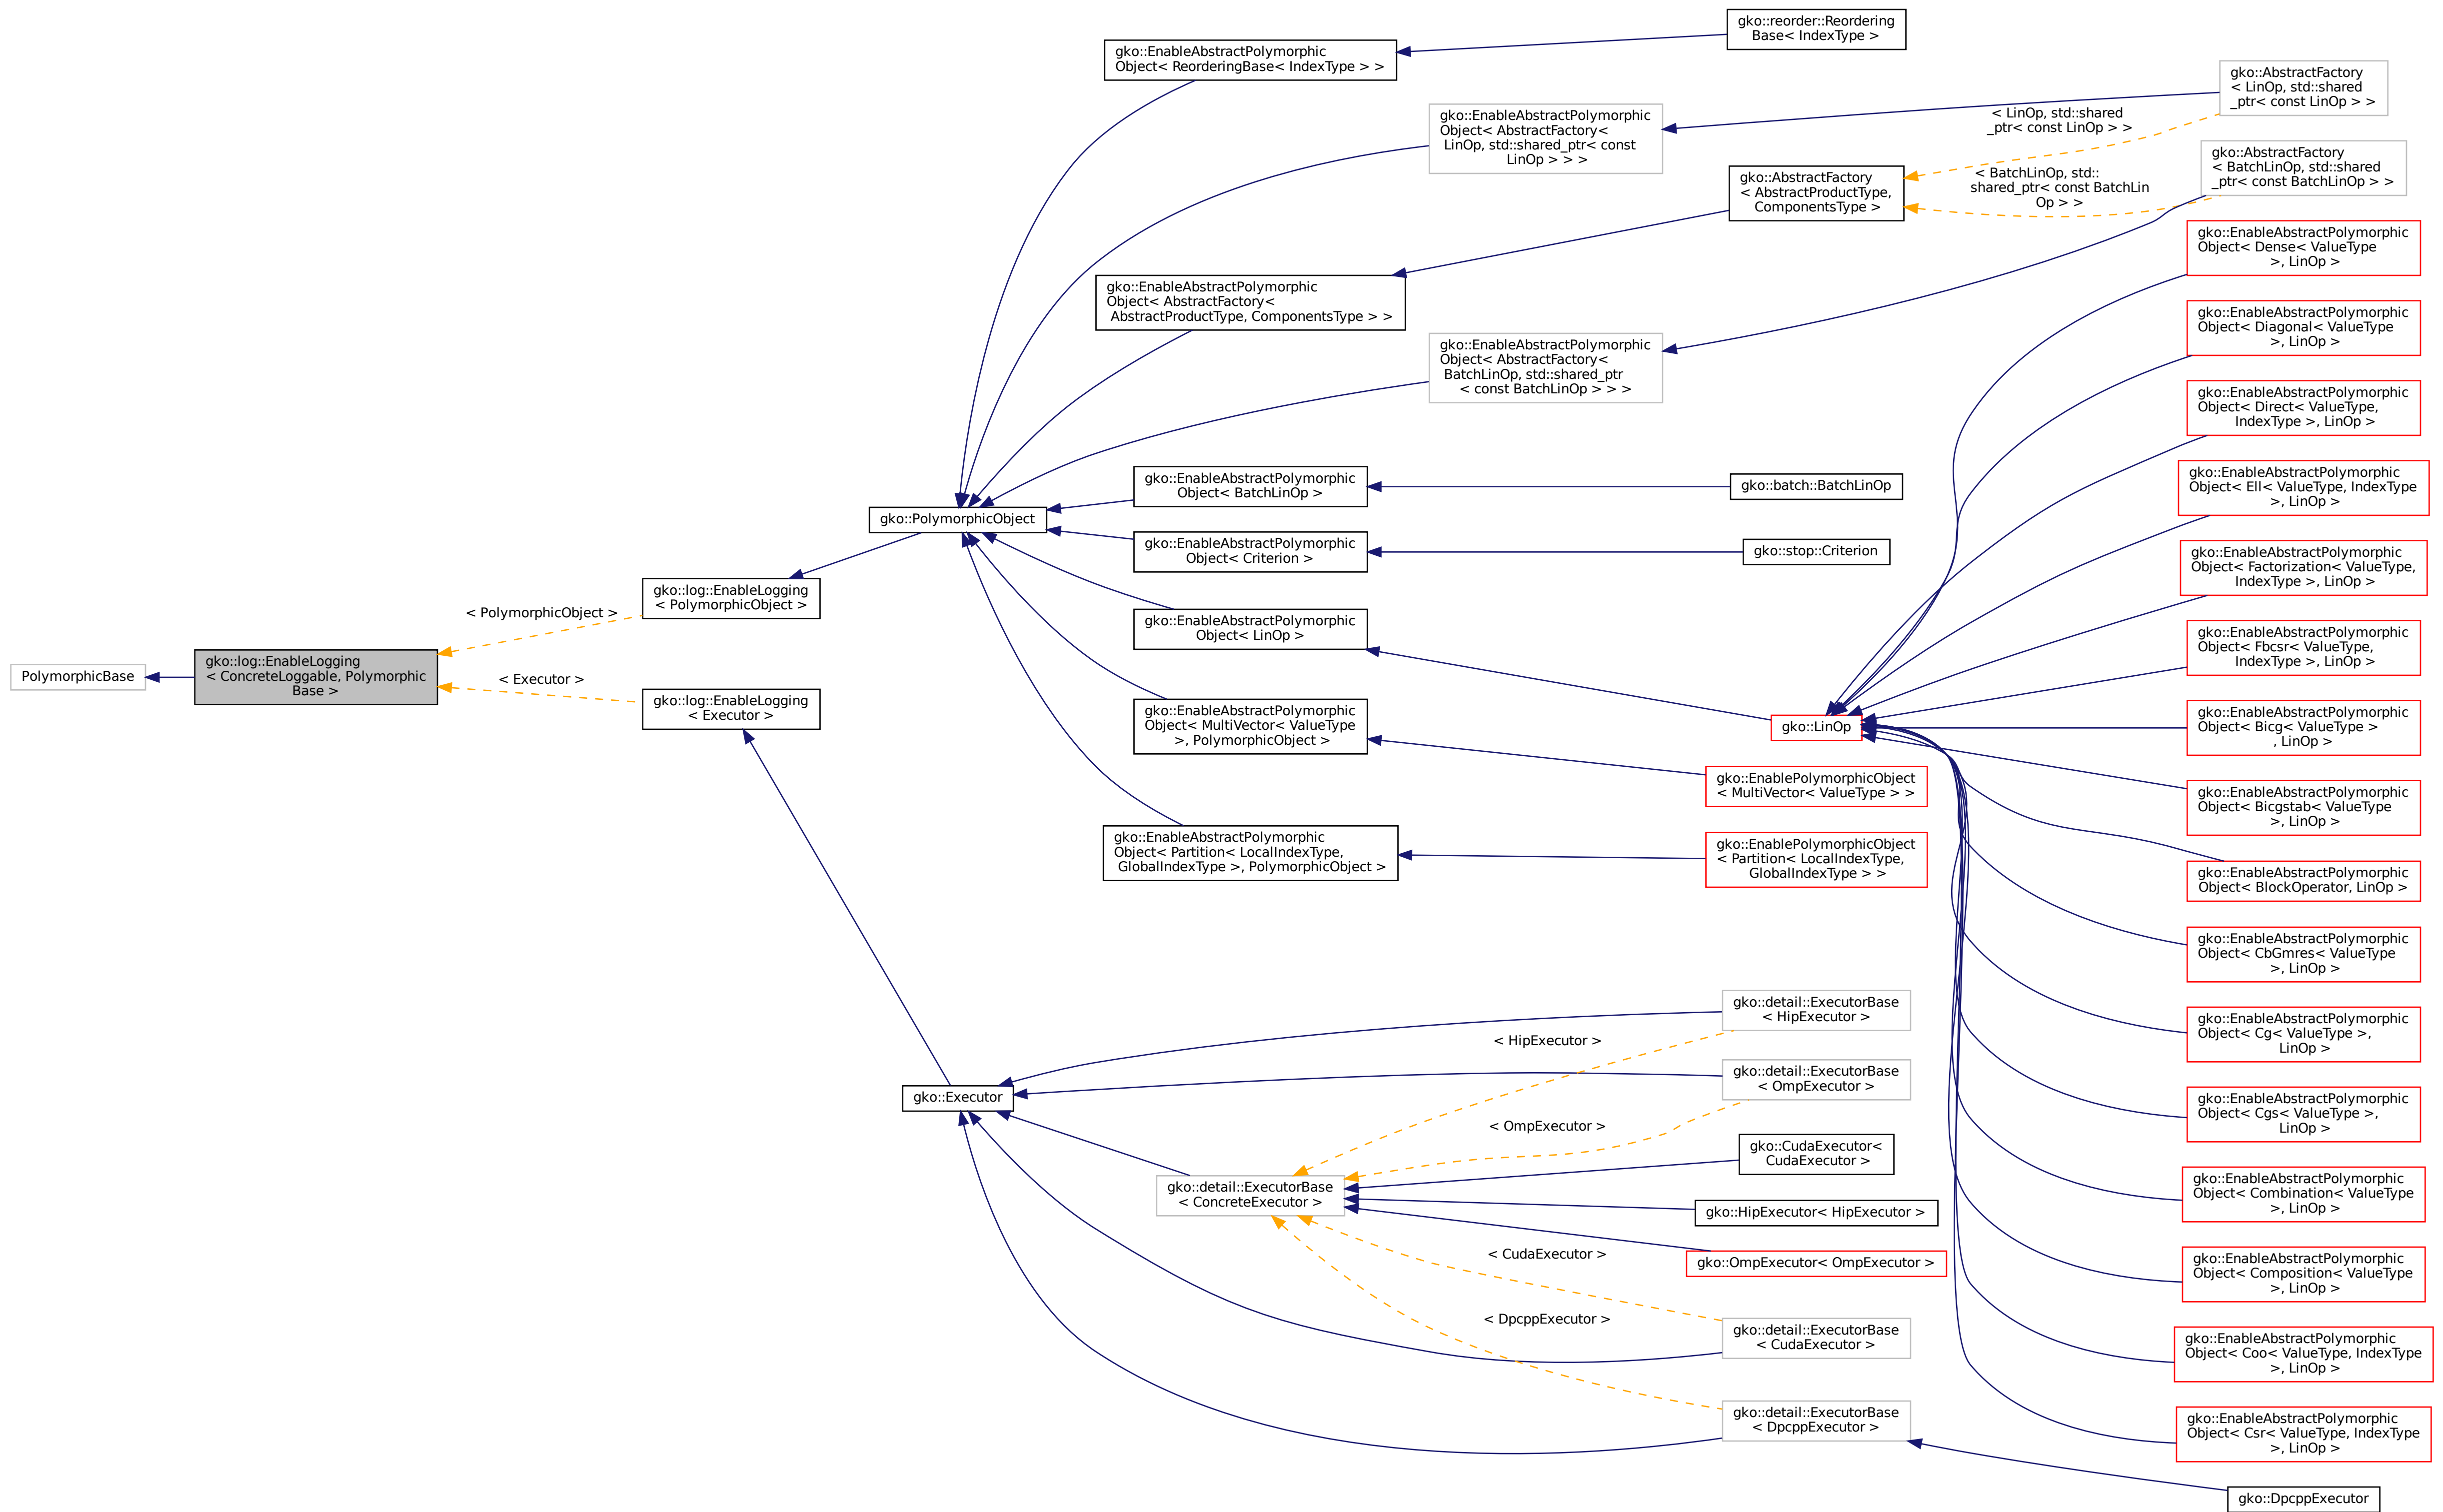 PolymorphicBase
gko::log::EnableLogging
< ConcreteLoggable, Polymorphic
Base >
< PolymorphicObject >
< Executor >
gko::log::EnableLogging
< PolymorphicObject >
gko::log::EnableLogging
< Executor >
gko::PolymorphicObject
gko::Executor
gko::EnableAbstractPolymorphic
Object< ReorderingBase< IndexType > >
gko::reorder::Reordering
Base< IndexType >
gko::EnableAbstractPolymorphic
Object< AbstractFactory<
LinOp, std::shared_ptr< const
LinOp > > >
gko::AbstractFactory
< LinOp, std::shared
_ptr< const LinOp > >
< LinOp, std::shared
_ptr< const LinOp > >
gko::EnableAbstractPolymorphic
Object< AbstractFactory<
AbstractProductType, ComponentsType > >
gko::AbstractFactory
< AbstractProductType,
ComponentsType >
< BatchLinOp, std::
shared_ptr< const BatchLin
Op > >
gko::AbstractFactory
< BatchLinOp, std::shared
_ptr< const BatchLinOp > >
gko::EnableAbstractPolymorphic
Object< AbstractFactory<
BatchLinOp, std::shared_ptr
< const BatchLinOp > > >
gko::EnableAbstractPolymorphic
Object< BatchLinOp >
gko::batch::BatchLinOp
gko::EnableAbstractPolymorphic
Object< Criterion >
gko::stop::Criterion
gko::EnableAbstractPolymorphic
Object< LinOp >
gko::LinOp
gko::EnableAbstractPolymorphic
Object< MultiVector< ValueType
>, PolymorphicObject >
gko::EnablePolymorphicObject
< MultiVector< ValueType > >
gko::EnableAbstractPolymorphic
Object< Partition< LocalIndexType,
GlobalIndexType >, PolymorphicObject >
gko::EnablePolymorphicObject
< Partition< LocalIndexType,
GlobalIndexType > >
gko::EnableAbstractPolymorphic
Object< Dense< ValueType
>, LinOp >
gko::EnableAbstractPolymorphic
Object< Diagonal< ValueType
>, LinOp >
gko::EnableAbstractPolymorphic
Object< Direct< ValueType,
IndexType >, LinOp >
gko::EnableAbstractPolymorphic
Object< Ell< ValueType, IndexType
>, LinOp >
gko::EnableAbstractPolymorphic
Object< Factorization< ValueType,
IndexType >, LinOp >
gko::EnableAbstractPolymorphic
Object< Fbcsr< ValueType,
IndexType >, LinOp >
gko::EnableAbstractPolymorphic
Object< Bicg< ValueType >
, LinOp >
gko::EnableAbstractPolymorphic
Object< Bicgstab< ValueType
>, LinOp >
gko::EnableAbstractPolymorphic
Object< BlockOperator, LinOp >
gko::EnableAbstractPolymorphic
Object< CbGmres< ValueType
>, LinOp >
gko::EnableAbstractPolymorphic
Object< Cg< ValueType >,
LinOp >
gko::EnableAbstractPolymorphic
Object< Cgs< ValueType >,
LinOp >
gko::EnableAbstractPolymorphic
Object< Combination< ValueType
>, LinOp >
gko::EnableAbstractPolymorphic
Object< Composition< ValueType
>, LinOp >
gko::EnableAbstractPolymorphic
Object< Coo< ValueType, IndexType
>, LinOp >
gko::EnableAbstractPolymorphic
Object< Csr< ValueType, IndexType
>, LinOp >
gko::detail::ExecutorBase
< HipExecutor >
< HipExecutor >
gko::detail::ExecutorBase
< OmpExecutor >
< OmpExecutor >
gko::detail::ExecutorBase
< ConcreteExecutor >
gko::CudaExecutor<
CudaExecutor >
gko::HipExecutor< HipExecutor >
gko::OmpExecutor< OmpExecutor >
< CudaExecutor >
gko::detail::ExecutorBase
< CudaExecutor >
< DpcppExecutor >
gko::detail::ExecutorBase
< DpcppExecutor >
gko::DpcppExecutor